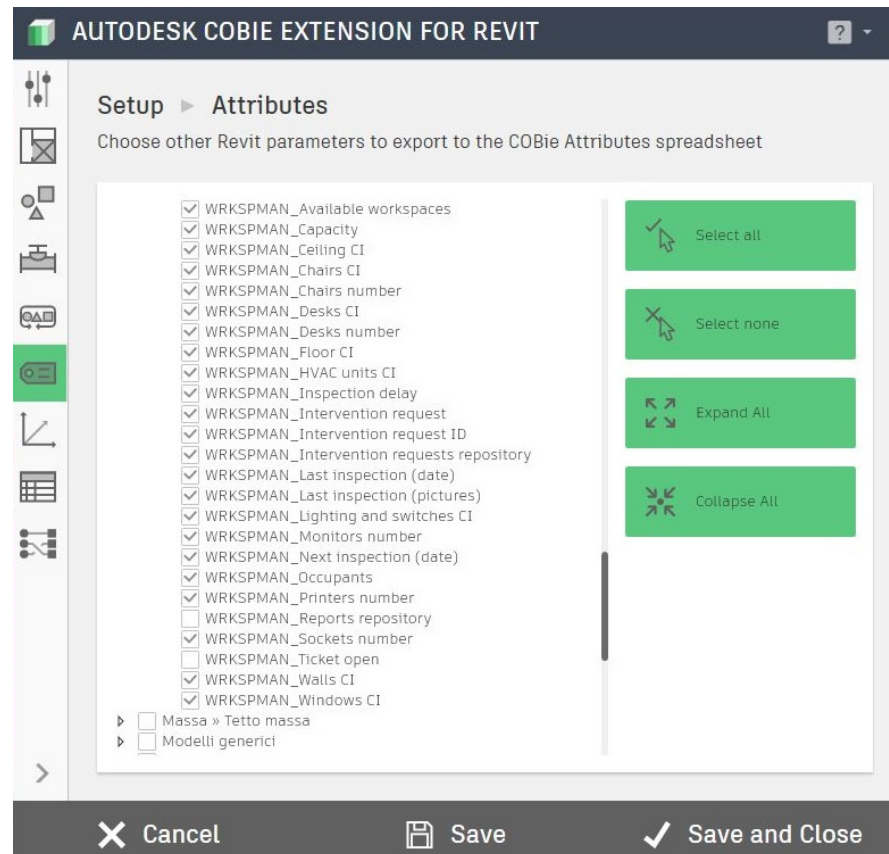 AUTODESK COBIE EXTENSION FOR REVIT
?
Setup ▶ Attributes
Choose other Revit parameters to export to the COBie Attributes spreadsheet
WRKSPMAN_Available workspaces
WRKSPMAN_Capacity
WRKSPMAN_Ceiling CI
WRKSPMAN_Chairs CI
WRKSPMAN_Chairs number
WRKSPMAN_Desks CI
WRKSPMAN_Desks number
WRKSPMAN_Floor CI
WRKSPMAN_HVAC units CI
WRKSPMAN_Inspection delay
WRKSPMAN_Intervention request
WRKSPMAN_Intervention request ID
WRKSPMAN_Intervention requests repository
WRKSPMAN_Last inspection (date)
WRKSPMAN_Last inspection (pictures)
WRKSPMAN_Lighting and switches CI
WRKSPMAN_Monitors number
WRKSPMAN_Next inspection (date)
WRKSPMAN_Occupants
WRKSPMAN_Printers number
WRKSPMAN_Reports repository
WRKSPMAN_Sockets number
WRKSPMAN_Ticket open
WRKSPMAN_Walls CI
WRKSPMAN_Windows CI
Massa » Tetto massa
Modelli generici
Select all
Select none
Expand All
Collapse All
Cancel
Save
Save and Close